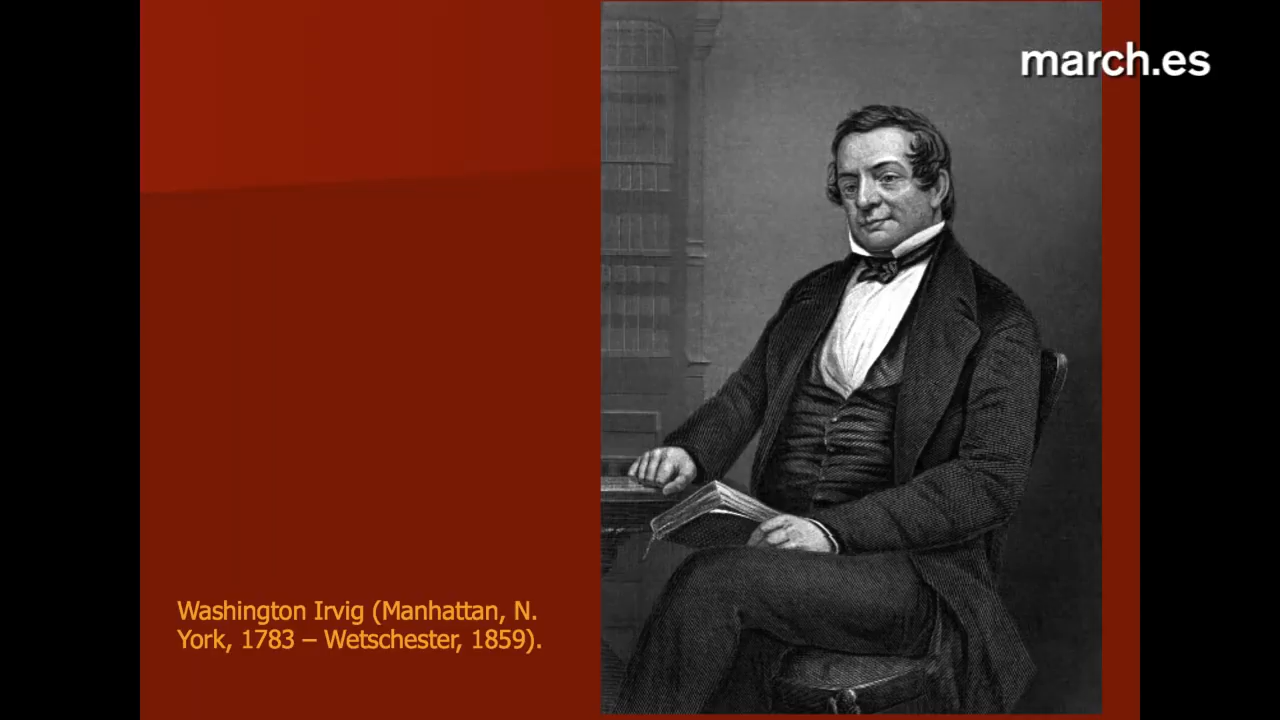 march.es
Washington Irvig (Manhattan, N.
York, 1783 – Wetschester, 1859).